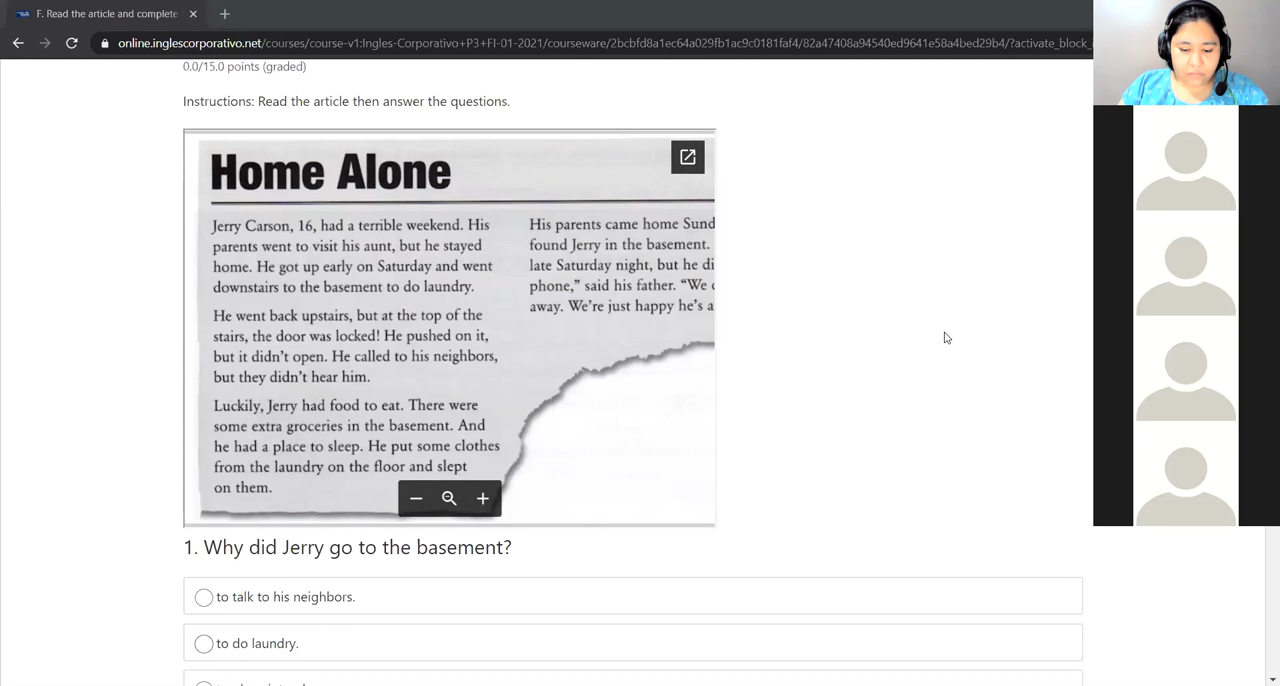 F. Read the article and complete
online.inglescorporativo.net/courses/course-v1:Ingles-Corporativo+P3+FI-01-2021/courseware/2bcbfd8a1ec64a029fb1ac9c0181faf4/82a47408a94540ed9641e58a4bed29b4/?activate_block_
0.0/15.0 points (graded)
Instructions: Read the article then answer the questions.
Home Alone
Jerry Carson, 16, had a terrible weekend. His
parents went to visit his aunt, but he stayed
home. He got up early on Saturday and went
downstairs to the basement to do laundry.
He went back upstairs, but at the top of the
stairs, the door was locked! He pushed on it,
but it didn't open. He called to his neighbors,
but they didn't hear him.
Luckily, Jerry had food to eat. There were
some extra groceries in the basement. And
he had a place to sleep. He put some clothes
from the laundry on the floor and slept
on them.
His parents came home Sund
found Jerry in the basement.
late Saturday night, but he di
phone," said his father. "We
away. We're just happy he's a
1. Why did Jerry go to the basement?
to talk to his neighbors.
to do laundry.